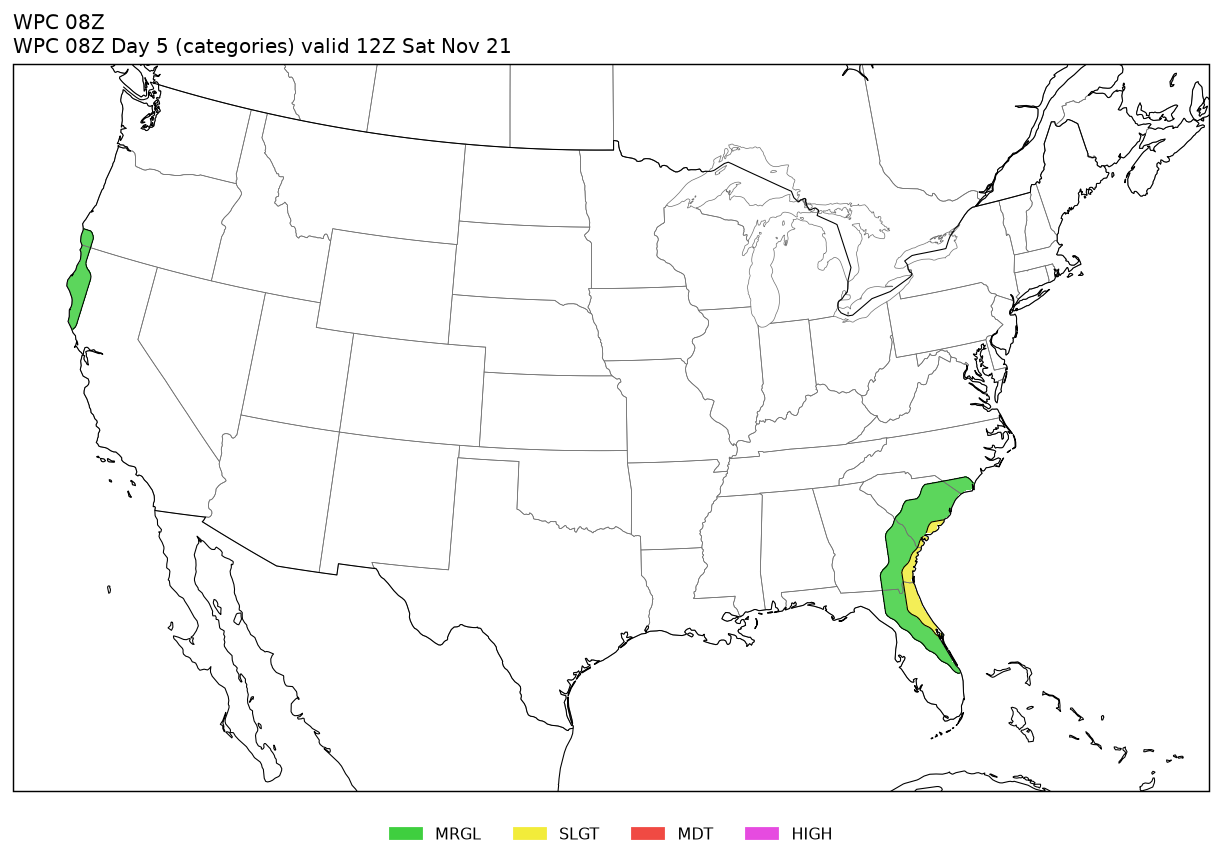 WPC 08Z
WPC 08Z Day 5 (categories) valid 12Z Sat Nov 21
MRGL SLGT MDT HIGH